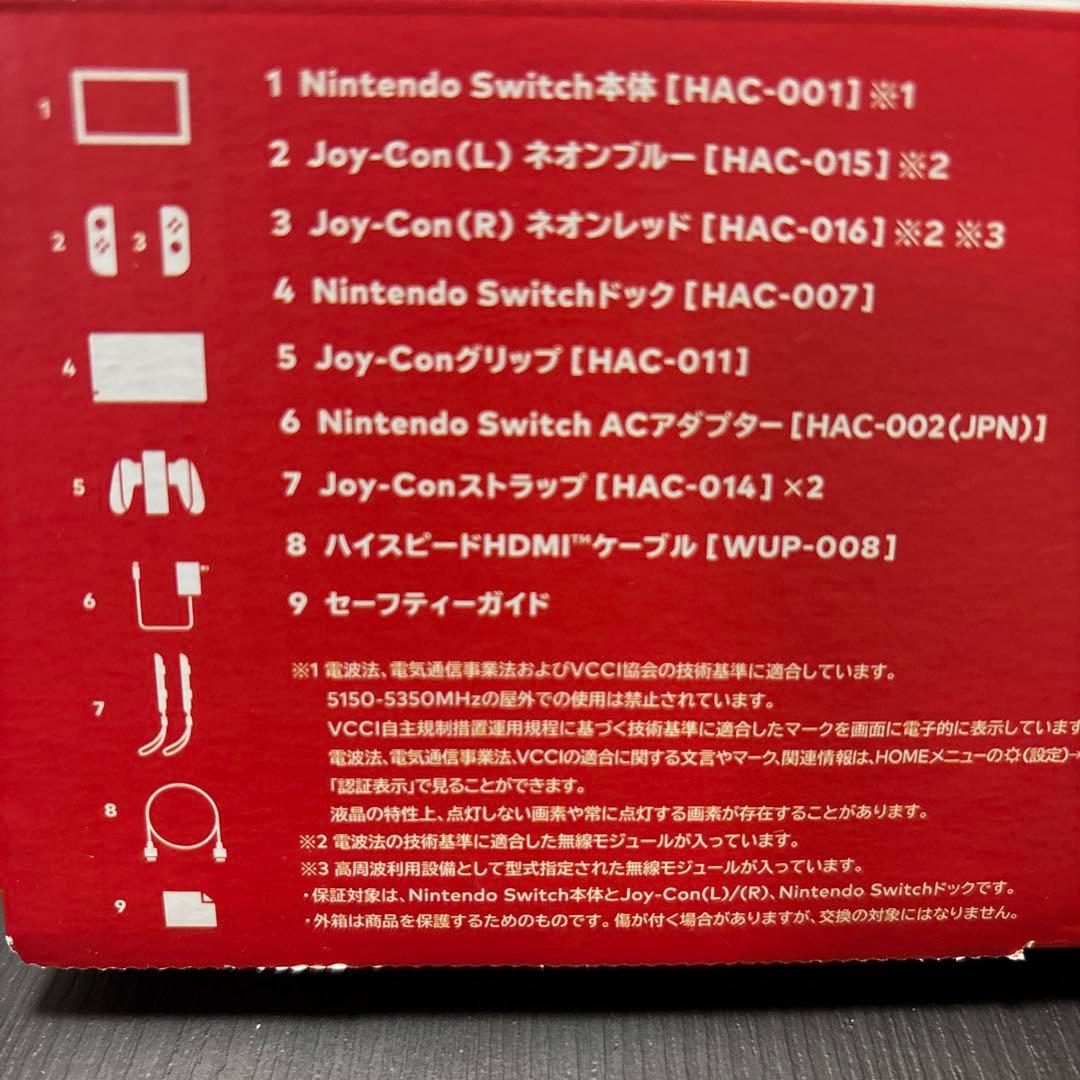 1 Nintendo Switch本体[HAC-001]※1
2 Joy-Con(L) ネオンブルー[HAC-015]※2
3 Joy-Con(R) ネオンレッド[HAC-016]※2 ※3
4 Nintendo Switchドック[HAC-007]
5 Joy-Conグリップ[HAC-011]
6 Nintendo Switch ACアダプター[HAC-002(JPN)]
7 Joy-Conストラップ[HAC-014]×2
8 ハイスピードHDMI™ケーブル[WUP-008]
9 セーフティーガイド
1
2 3
4
5
6
7
8
9
※1 電波法、電気通信事業法およびVCCI協会の技術基準に適合しています。
5150-5350MHzの屋外での使用は禁止されています。
VCCI自主規制措置運用規程に基づく技術基準に適合したマークを画面に電子的に表示しています
電波法、電気通信事業法、VCCIの適合に関する文言やマーク、関連情報は、HOMEメニューの(設定)→
「認証表示」で見ることができます。
液晶の特性上、点灯しない画素や常に点灯する画素が存在することがあります。
※2 電波法の技術基準に適合した無線モジュールが入っています。
※3 高周波利用設備として型式指定された無線モジュールが入っています。
・保証対象は、Nintendo Switch本体とJoy-Con(L)/(R)、Nintendo Switchドックです。
・外箱は商品を保護するためのものです。傷が付く場合がありますが、交換の対象にはなりません。